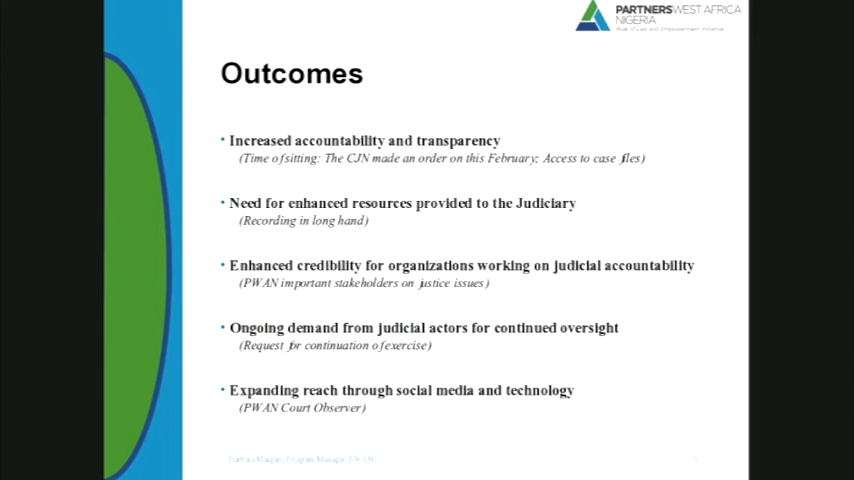 PARTNERSWEST AFRICA
NIGERIA
Rule of Law and Empowerment Initiative
Outcomes
• Increased accountability and transparency
(Time of sitting: The CJN made an order on this February; Access to case files)
• Need for enhanced resources provided to the Judiciary
(Recording in long hand)
• Enhanced credibility for organizations working on judicial accountability
(PWAN important stakeholders on justice issues)
• Ongoing demand from judicial actors for continued oversight
(Request for continuation of exercise)
• Expanding reach through social media and technology
(PWAN Court Observer)
Program Manager, PWAN